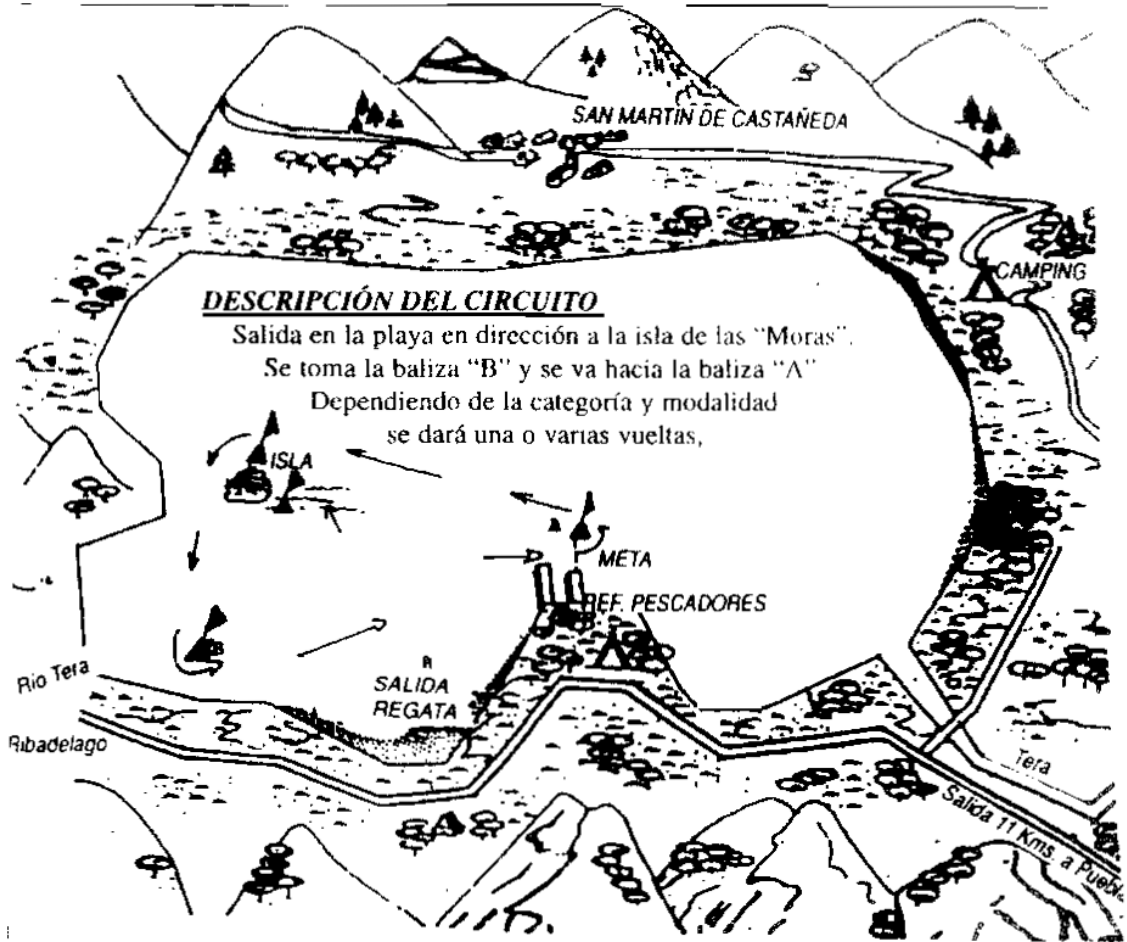 SAN MARTIN DE CASTAÑEDA
CAMPING
DESCRIPCIÓN DEL CIRCUITO
Salida en la playa en dirección a la isla de las “Moras”.
Se toma la baliza “B” y se va hacia la baliza “A”
Dependiendo de la categoría y modalidad
se dará una o varias vueltas,
ISLA
A
META
REF. PESCADORES
B
Rio Tera
SALIDA
REGATA
Ribadelago
Tera
Salida 11 Kms. a Puebla